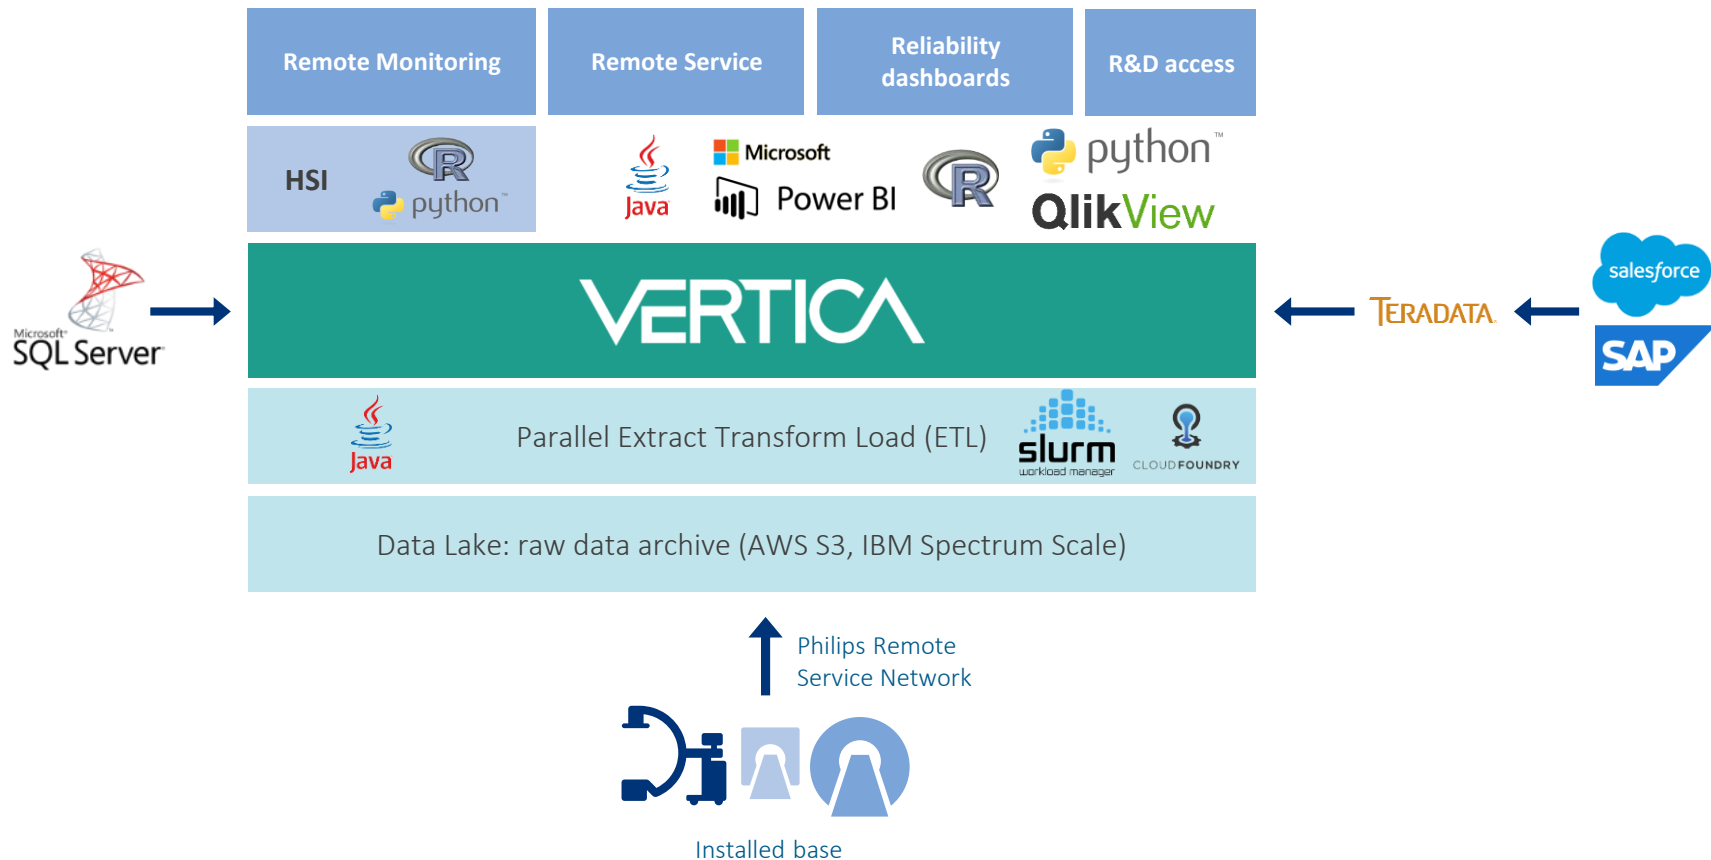 Remote Monitoring
Remote Service
Reliability
dashboards
R&D access
HSI
R
python™
Java
Microsoft
Power BI
R
python™
QlikView
Microsoft®
SQL Server
VERTICA
TERADATA
salesforce
SAP
Java
Parallel Extract Transform Load (ETL)
slurm
workload manager
CLOUD FOUNDRY
Data Lake: raw data archive (AWS S3, IBM Spectrum Scale)
Philips Remote
Service Network
Installed base